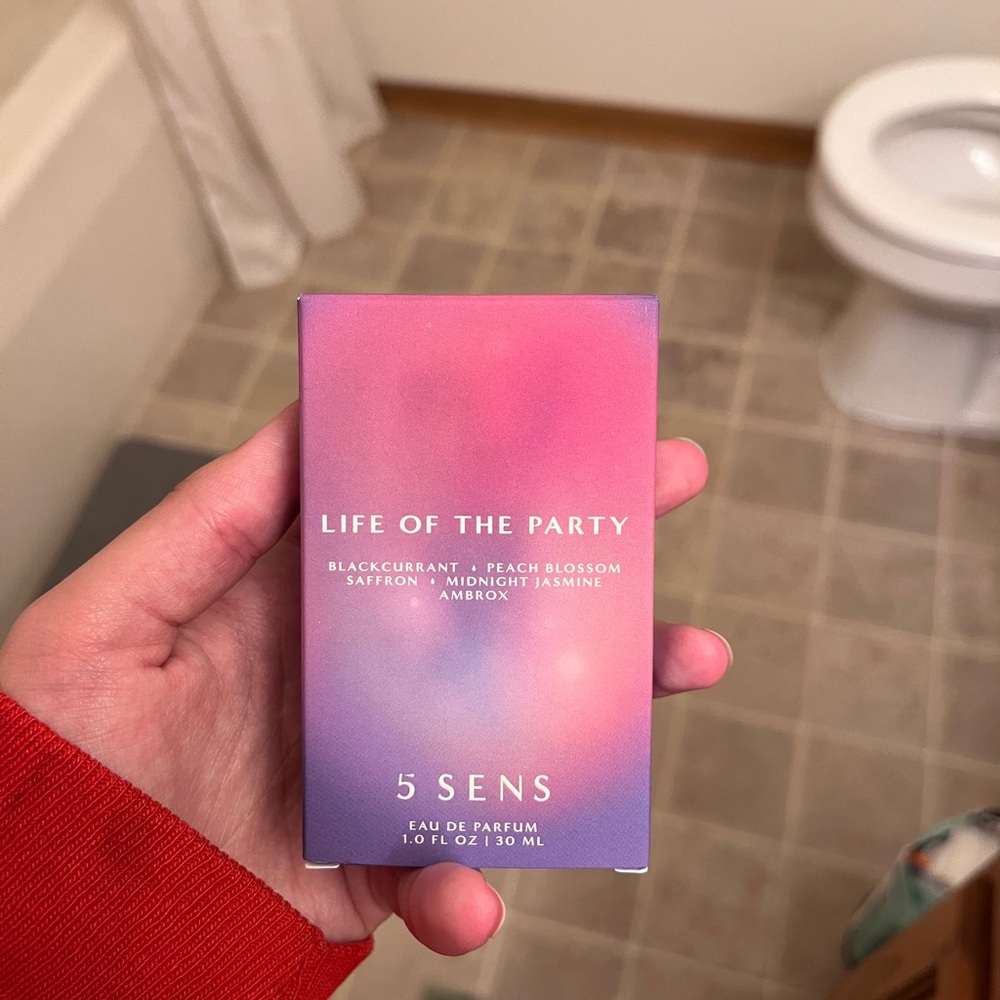 LIFE OF THE PARTY
BLACKCURRANT PEACH BLOSSOM
SAFFRON MIDNIGHT JASMINE
AMBROX
5 SENS
EAU DE PARFUM
1.0 FL OZ | 30 ML